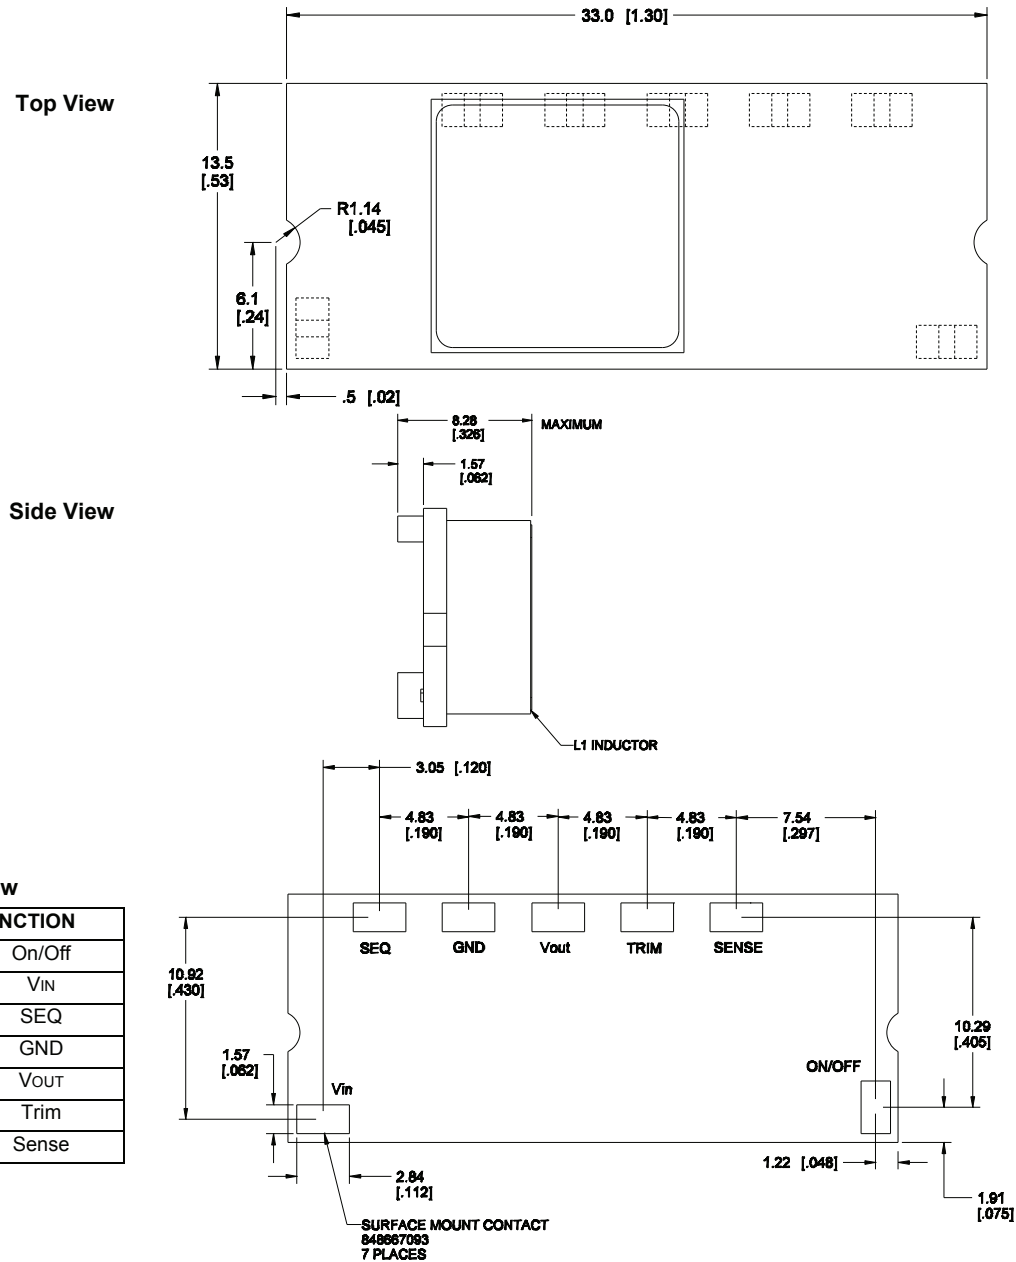 33.0 [1.30]
Top View
13.5
[.53]
R1.14
[.045]
6.1
[.24]
.5 [.02]
8.28
[.326]
MAXIMUM
1.57
[.062]
Side View
L1 INDUCTOR
3.05 [.120]
4.83
[.190]
4.83
[.190]
4.83
[.190]
4.83
[.190]
7.54
[.297]
w
NCTION
On/Off
VIN
SEQ
GND
VOUT
Trim
Sense
SEQ
GND
Vout
TRIM
SENSE
10.92
[.430]
10.29
[.405]
1.57
[.062]
Vin
ON/OFF
1.22 [.048]
2.84
[.112]
1.91
[.075]
SURFACE MOUNT CONTACT
848667093
7 PLACES